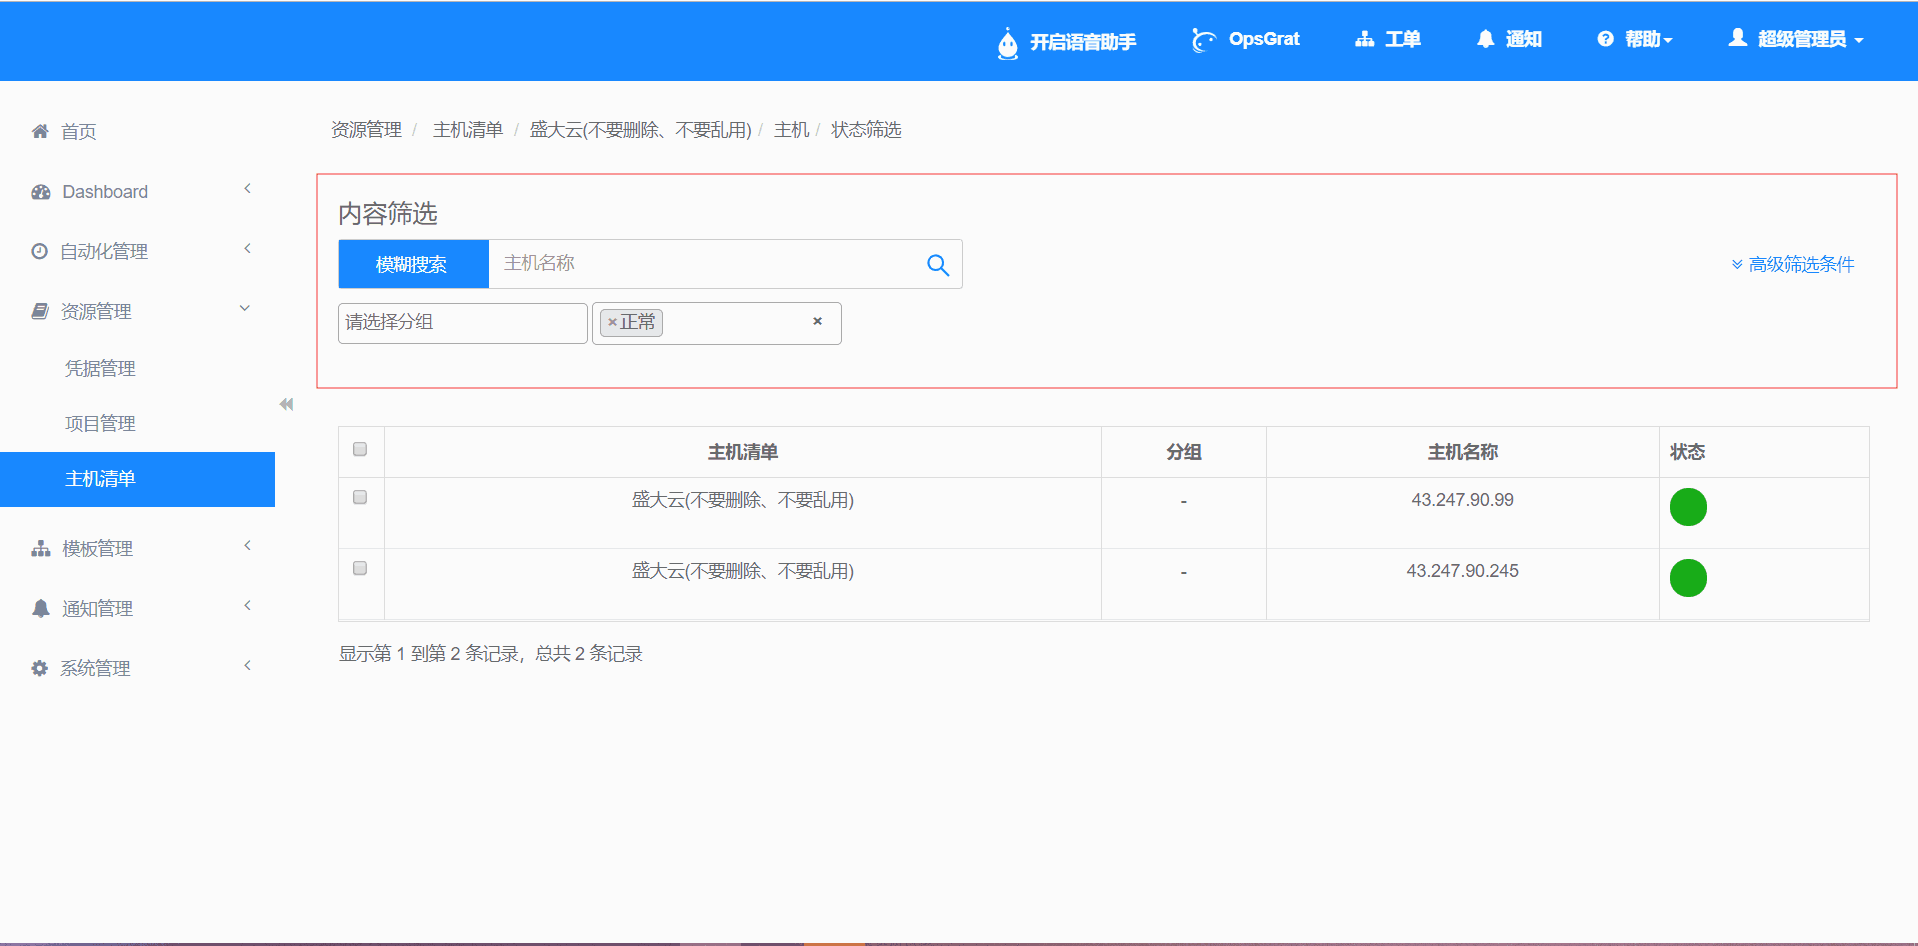 开启语音助手 OpsGrat 工单 通知 帮助 超级管理员
首页
Dashboard
自动化管理
资源管理
凭据管理
项目管理
主机清单
模板管理
通知管理
系统管理
资源管理 / 主机清单 / 盛大云(不要删除、不要乱用) / 主机 / 状态筛选
内容筛选
模糊搜索 主机名称
高级筛选条件
请选择分组 ×正常 ×
主机清单 分组 主机名称 状态
盛大云(不要删除、不要乱用) - 43.247.90.99
盛大云(不要删除、不要乱用) - 43.247.90.245
显示第 1 到第 2 条记录，总共 2 条记录